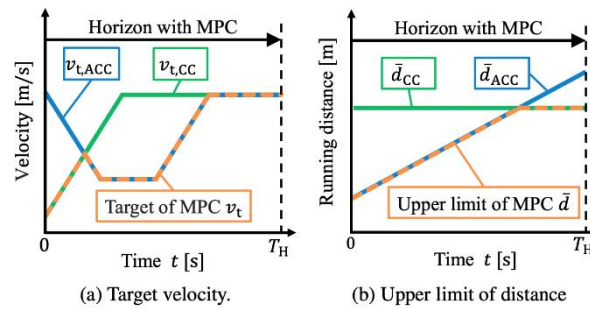 Horizon with MPC
v_t,ACC
v_t,CC
Velocity [m/s]
Target of MPC v_t
0
T_H
Time t [s]
(a) Target velocity.
Horizon with MPC
d̄_CC
d̄_ACC
Running distance [m]
Upper limit of MPC d̄
0
T_H
Time t [s]
(b) Upper limit of distance